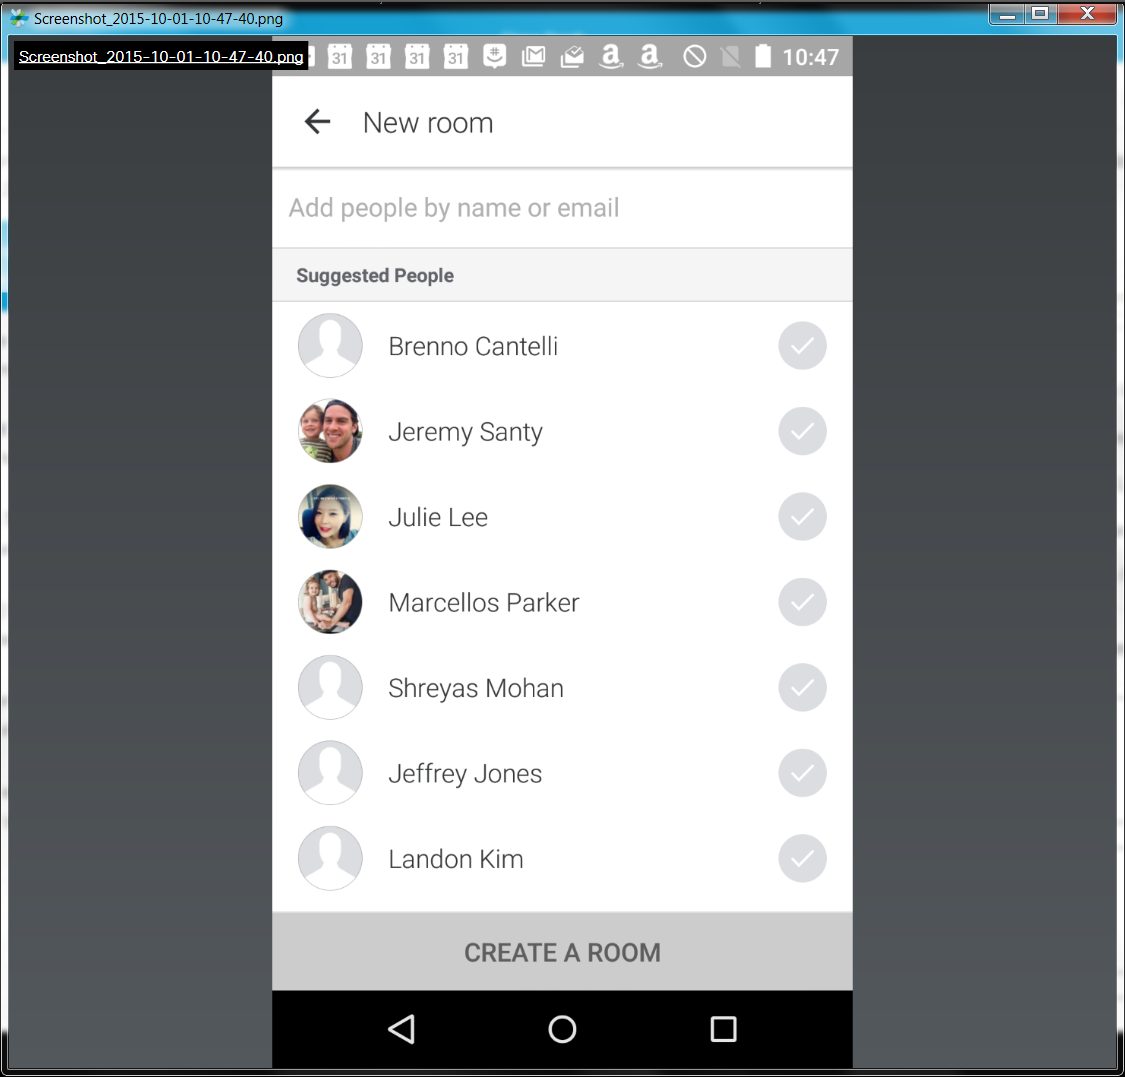 Screenshot_2015-10-01-10-47-40.png
Screenshot_2015-10-01-10-47-40.png
31 31 31 31 # a a 10:47
New room
Add people by name or email
Suggested People
Brenno Cantelli
Jeremy Santy
Julie Lee
Marcellos Parker
Shreyas Mohan
Jeffrey Jones
Landon Kim
CREATE A ROOM